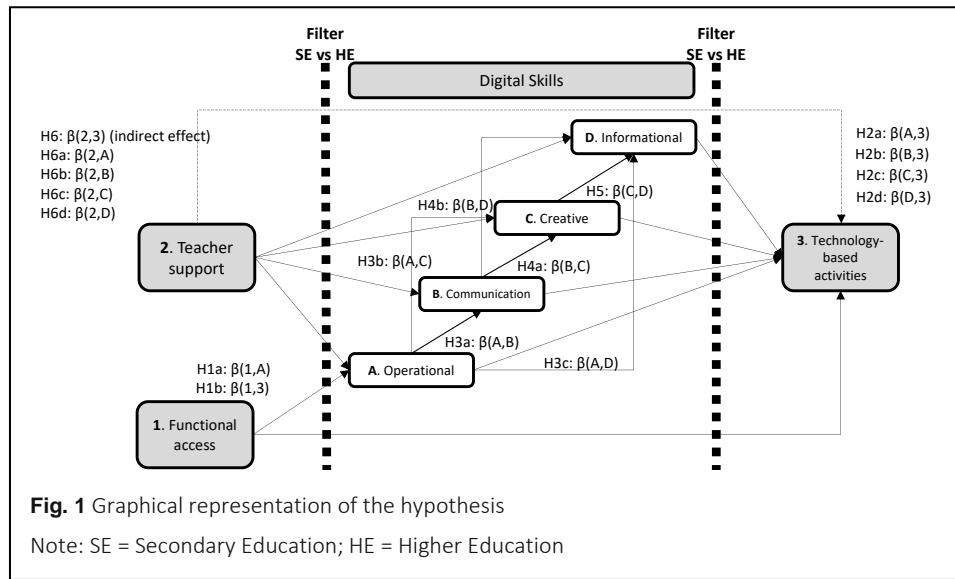 Filter
SE vs HE
Filter
SE vs HE
Digital Skills
H6: β(2,3) (indirect effect)
H6a: β(2,A)
H6b: β(2,B)
H6c: β(2,C)
H6d: β(2,D)
H2a: β(A,3)
H2b: β(B,3)
H2c: β(C,3)
H2d: β(D,3)
D. Informational
H4b: β(B,D)
H5: β(C,D)
C. Creative
2. Teacher
support
3. Technology-
based
activities
H3b: β(A,C)
H4a: β(B,C)
B. Communication
H3a: β(A,B)
H3c: β(A,D)
A. Operational
H1a: β(1,A)
H1b: β(1,3)
1. Functional
access
Fig. 1 Graphical representation of the hypothesis
Note: SE = Secondary Education; HE = Higher Education